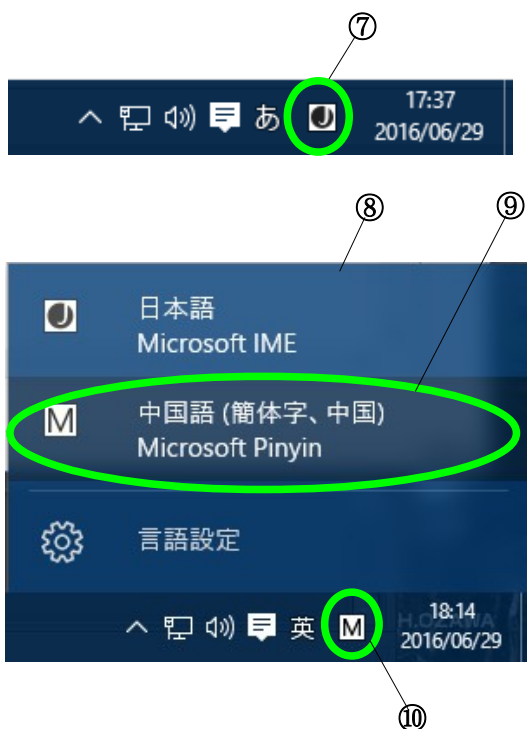 ⑦
あ 17:37
2016/06/29
⑧ ⑨
日本語
Microsoft IME
M 中国語 (簡体字、中国)
Microsoft Pinyin
言語設定
英 M 18:14
2016/06/29
H.OZAWA
⑩